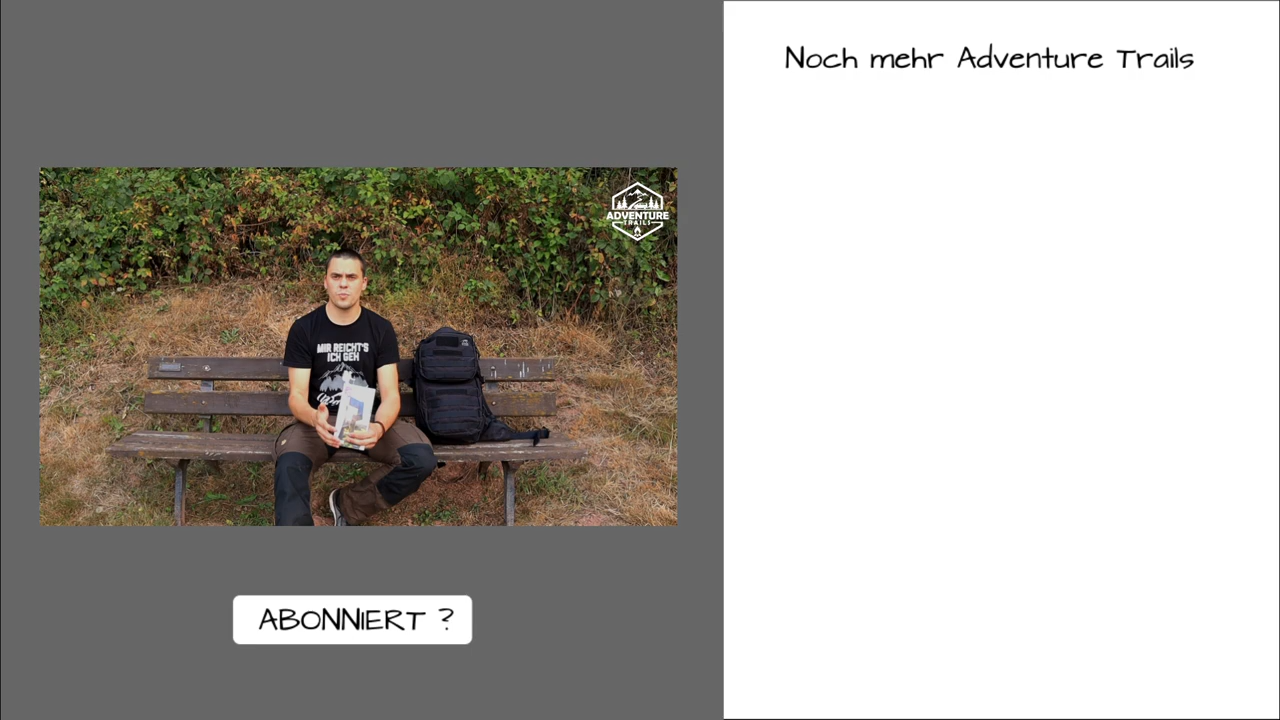 Noch mehr Adventure Trails
ADVENTURE
TRAILS
MIR REICHT'S
ICH GEH
ABONNIERT ?